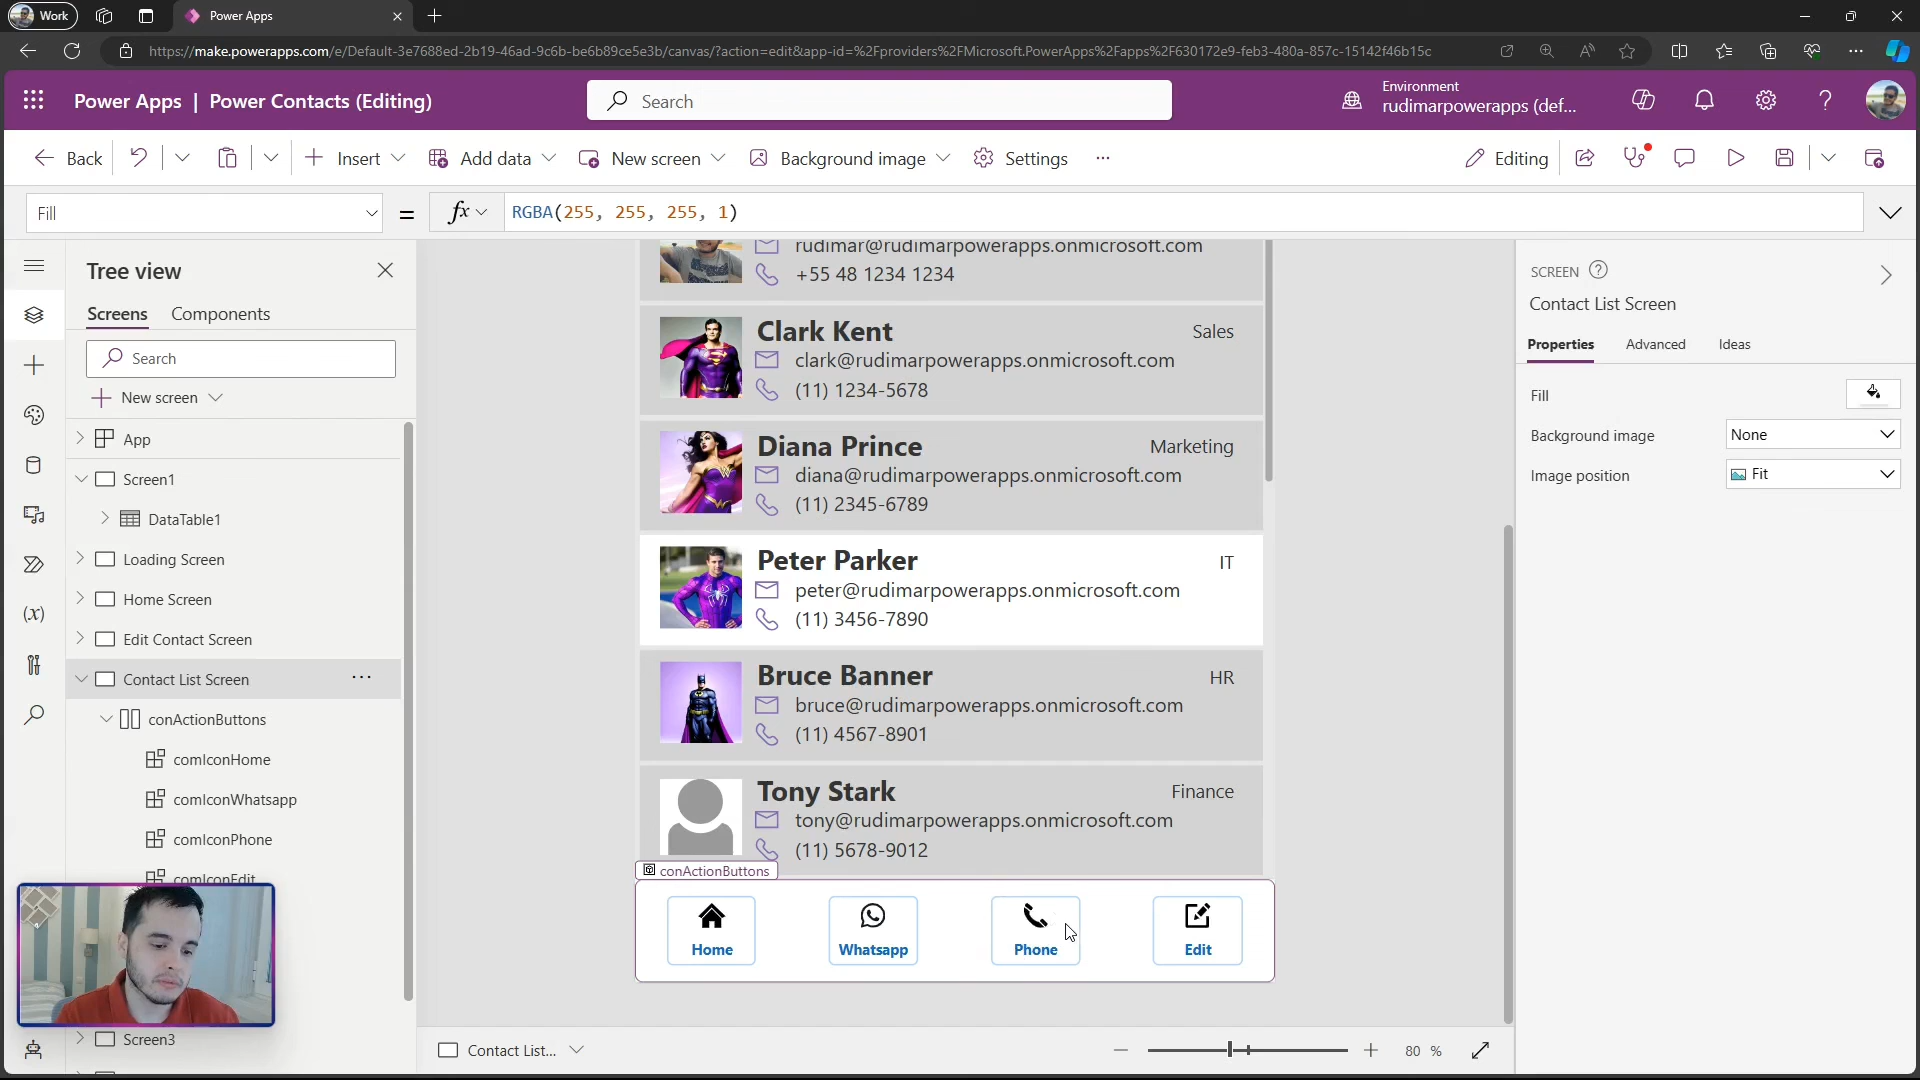 Work
Power Apps
https://make.powerapps.com/e/Default-3e7688ed-2b19-46ad-9c6b-be6b89ce5e3b/canvas/?action=edit&app-id=%2Fproviders%2FMicrosoft.PowerApps%2Fapps%2F630172e9-feb3-480a-857c-15142f46b15c
Power Apps | Power Contacts (Editing)
Search
Environment
rudimarpowerapps (def...
Back
Insert
Add data
New screen
Background image
Settings
Editing
Fill
=
fx
RGBA(255, 255, 255, 1)
Tree view
Screens
Components
Search
New screen
App
Screen1
DataTable1
Loading Screen
Home Screen
Edit Contact Screen
Contact List Screen
conActionButtons
comIconHome
comIconWhatsapp
comIconPhone
comIconEdit
Screen3
rudimar@rudimarpowerapps.onmicrosoft.com
+55 48 1234 1234
Clark Kent
Sales
clark@rudimarpowerapps.onmicrosoft.com
(11) 1234-5678
Diana Prince
Marketing
diana@rudimarpowerapps.onmicrosoft.com
(11) 2345-6789
Peter Parker
IT
peter@rudimarpowerapps.onmicrosoft.com
(11) 3456-7890
Bruce Banner
HR
bruce@rudimarpowerapps.onmicrosoft.com
(11) 4567-8901
Tony Stark
Finance
tony@rudimarpowerapps.onmicrosoft.com
(11) 5678-9012
conActionButtons
Home
Whatsapp
Phone
Edit
Contact List...
80 %
SCREEN
Contact List Screen
Properties
Advanced
Ideas
Fill
Background image
None
Image position
Fit